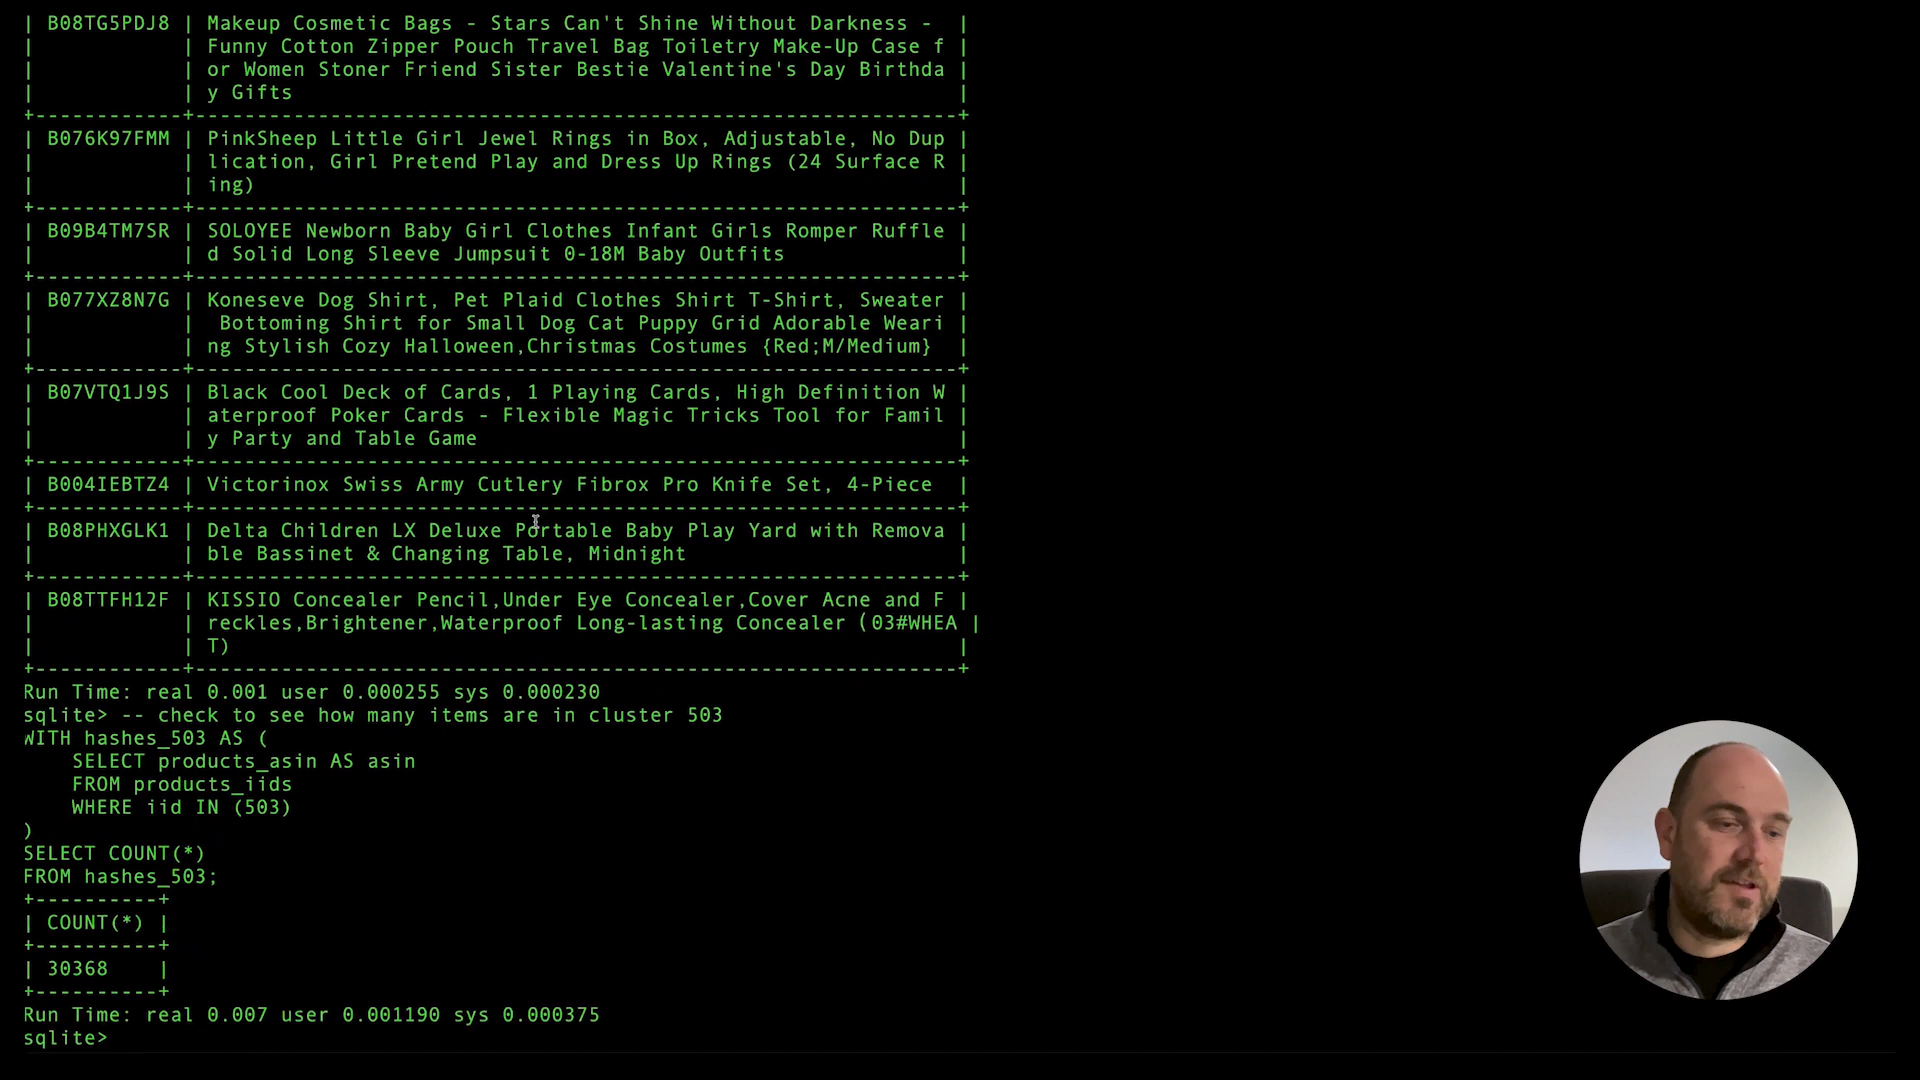 | B08TG5PDJ8 | Makeup Cosmetic Bags - Stars Can't Shine Without Darkness -  |
|            | Funny Cotton Zipper Pouch Travel Bag Toiletry Make-Up Case f |
|            | or Women Stoner Friend Sister Bestie Valentine's Day Birthda |
|            | y Gifts                                                      |
+------------+--------------------------------------------------------------+
| B076K97FMM | PinkSheep Little Girl Jewel Rings in Box, Adjustable, No Dup |
|            | lication, Girl Pretend Play and Dress Up Rings (24 Surface R |
|            | ing)                                                         |
+------------+--------------------------------------------------------------+
| B09B4TM7SR | SOLOYEE Newborn Baby Girl Clothes Infant Girls Romper Ruffle |
|            | d Solid Long Sleeve Jumpsuit 0-18M Baby Outfits              |
+------------+--------------------------------------------------------------+
| B077XZ8N7G | Koneseve Dog Shirt, Pet Plaid Clothes Shirt T-Shirt, Sweater |
|            |  Bottoming Shirt for Small Dog Cat Puppy Grid Adorable Weari |
|            | ng Stylish Cozy Halloween,Christmas Costumes {Red;M/Medium}  |
+------------+--------------------------------------------------------------+
| B07VTQ1J9S | Black Cool Deck of Cards, 1 Playing Cards, High Definition W |
|            | aterproof Poker Cards - Flexible Magic Tricks Tool for Famil |
|            | y Party and Table Game                                       |
+------------+--------------------------------------------------------------+
| B004IEBTZ4 | Victorinox Swiss Army Cutlery Fibrox Pro Knife Set, 4-Piece  |
+------------+--------------------------------------------------------------+
| B08PHXGLK1 | Delta Children LX Deluxe Portable Baby Play Yard with Remova |
|            | ble Bassinet & Changing Table, Midnight                      |
+------------+--------------------------------------------------------------+
| B08TTFH12F | KISSIO Concealer Pencil,Under Eye Concealer,Cover Acne and F |
|            | reckles,Brightener,Waterproof Long-lasting Concealer (03#WHEA |
|            | T)                                                           |
+------------+--------------------------------------------------------------+
Run Time: real 0.001 user 0.000255 sys 0.000230
sqlite> -- check to see how many items are in cluster 503
WITH hashes_503 AS (
    SELECT products_asin AS asin
    FROM products_iids
    WHERE iid IN (503)
)
SELECT COUNT(*)
FROM hashes_503;
+----------+
| COUNT(*) |
+----------+
| 30368    |
+----------+
Run Time: real 0.007 user 0.001190 sys 0.000375
sqlite>